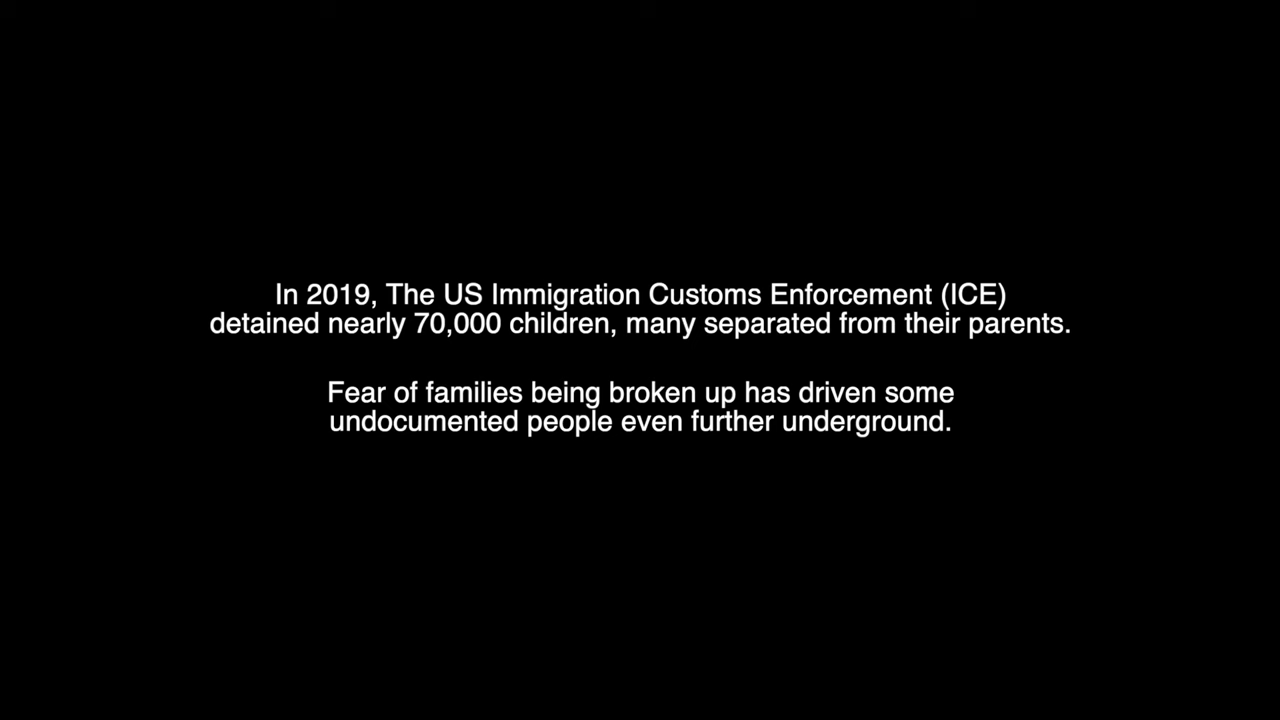 In 2019, The US Immigration Customs Enforcement (ICE)
detained nearly 70,000 children, many separated from their parents.
Fear of families being broken up has driven some
undocumented people even further underground.